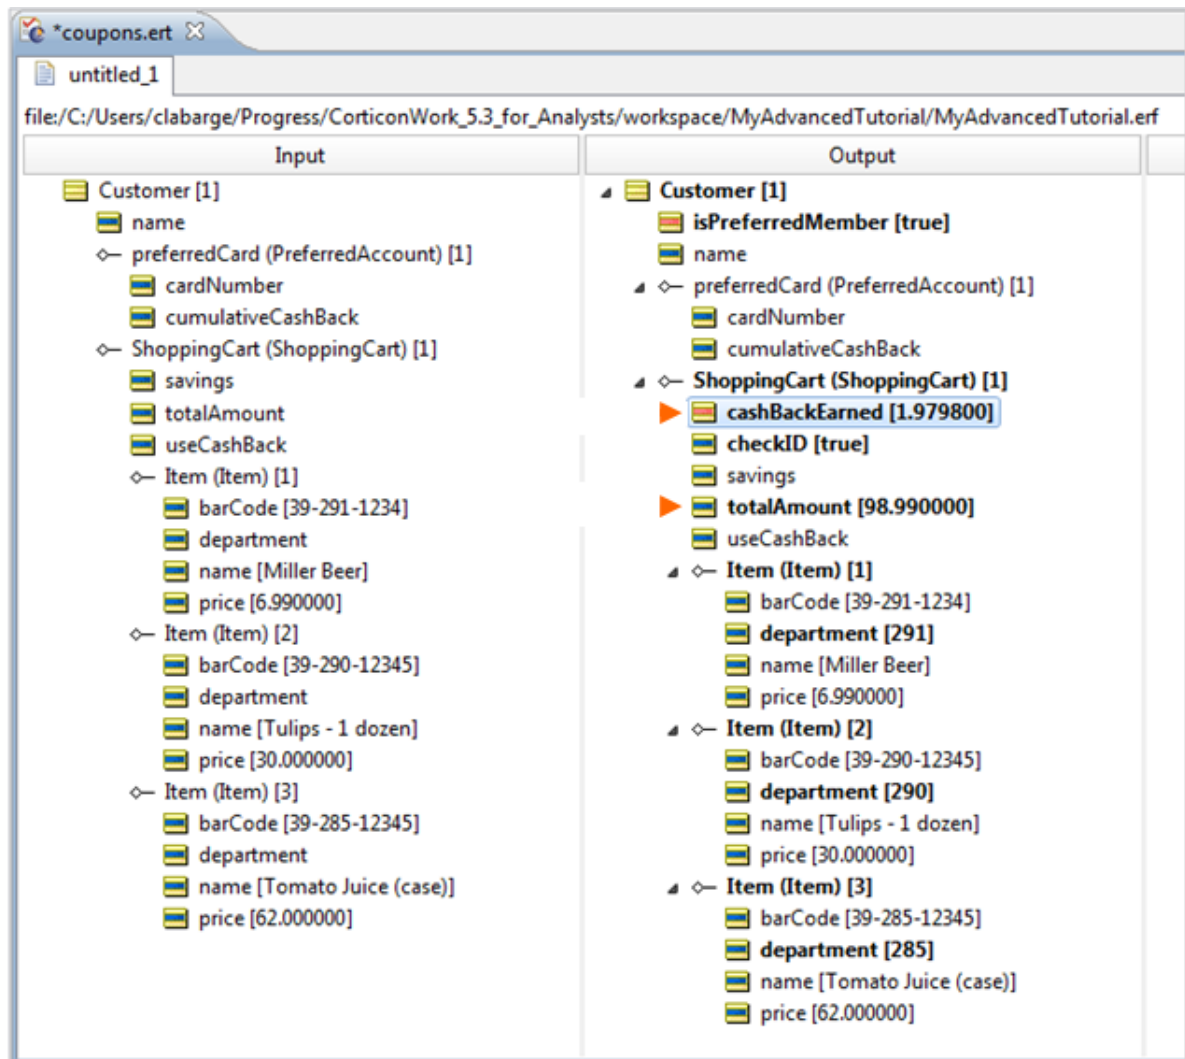 *coupons.ert
untitled_1
file:/C:/Users/clabarge/Progress/CorticonWork_5.3_for_Analysts/workspace/MyAdvancedTutorial/MyAdvancedTutorial.erf
Input
Customer [1]
name
preferredCard (PreferredAccount) [1]
cardNumber
cumulativeCashBack
ShoppingCart (ShoppingCart) [1]
savings
totalAmount
useCashBack
Item (Item) [1]
barCode [39-291-1234]
department
name [Miller Beer]
price [6.990000]
Item (Item) [2]
barCode [39-290-12345]
department
name [Tulips - 1 dozen]
price [30.000000]
Item (Item) [3]
barCode [39-285-12345]
department
name [Tomato Juice (case)]
price [62.000000]
Output
Customer [1]
isPreferredMember [true]
name
preferredCard (PreferredAccount) [1]
cardNumber
cumulativeCashBack
ShoppingCart (ShoppingCart) [1]
cashBackEarned [1.979800]
checkID [true]
savings
totalAmount [98.990000]
useCashBack
Item (Item) [1]
barCode [39-291-1234]
department [291]
name [Miller Beer]
price [6.990000]
Item (Item) [2]
barCode [39-290-12345]
department [290]
name [Tulips - 1 dozen]
price [30.000000]
Item (Item) [3]
barCode [39-285-12345]
department [285]
name [Tomato Juice (case)]
price [62.000000]